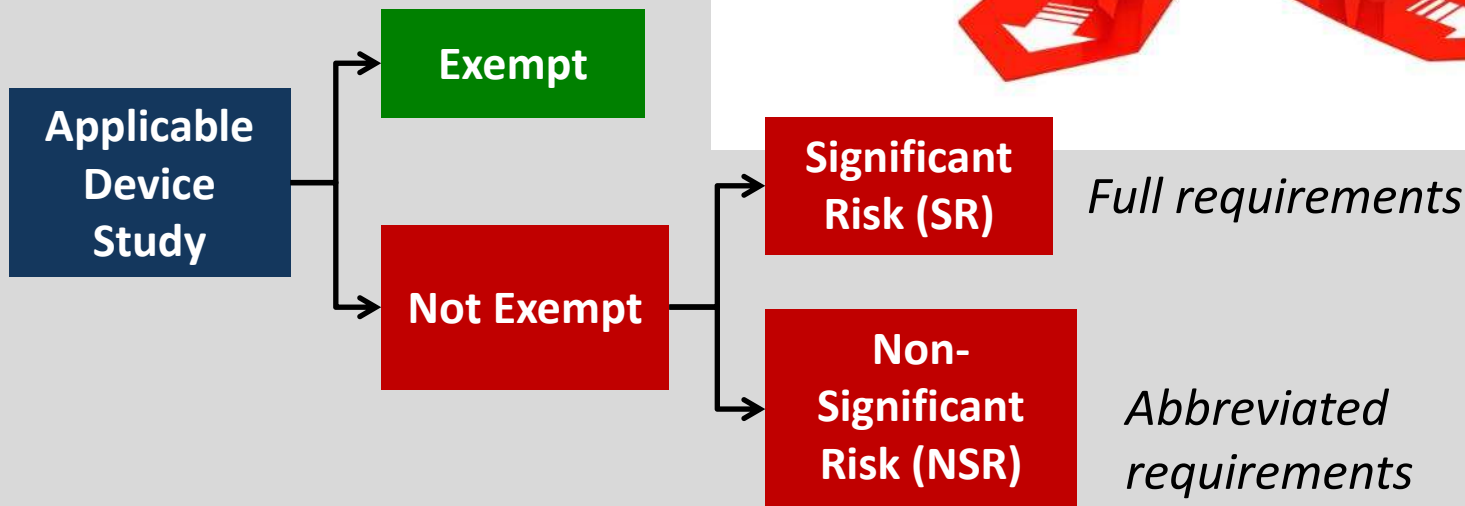 Exempt
Applicable
Device
Study
Not Exempt
Significant
Risk (SR)
Full requirements
Non-
Significant
Risk (NSR)
Abbreviated
requirements